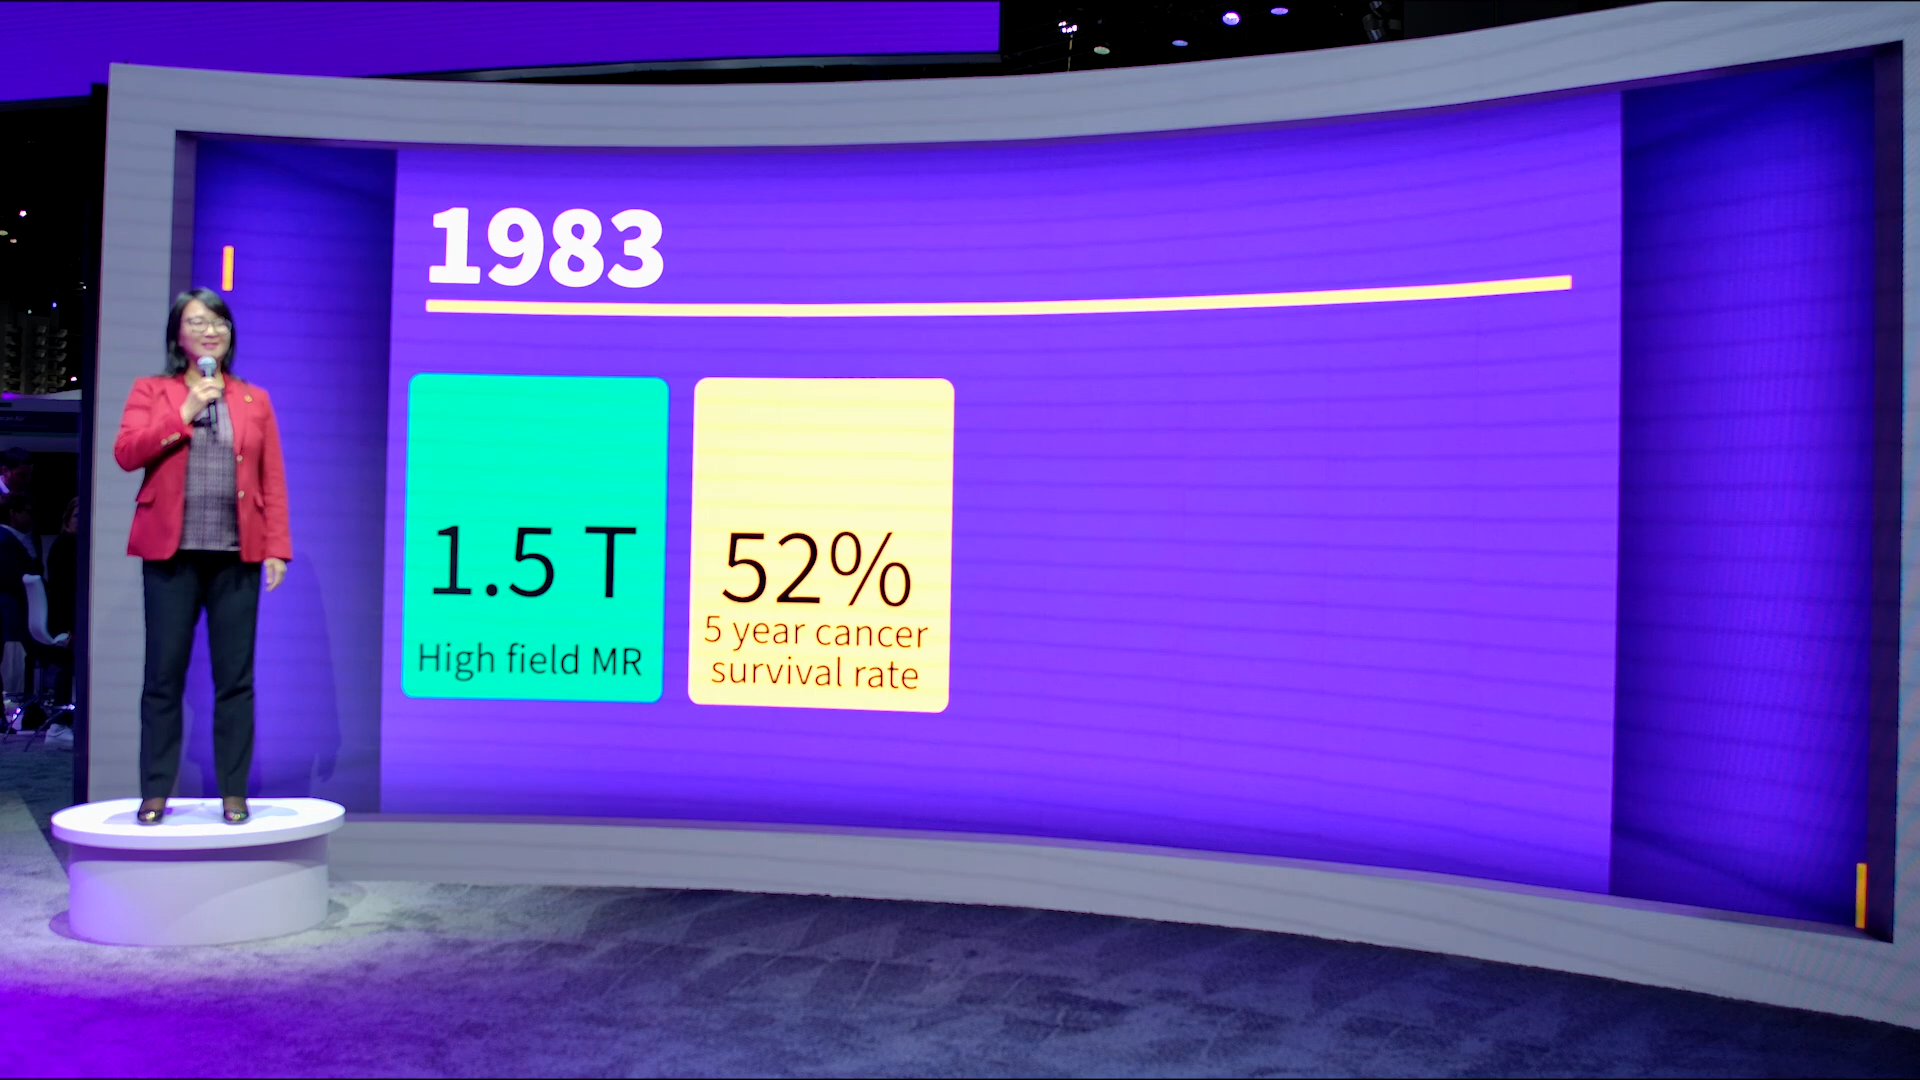 1983
1.5 T
High field MR
52%
5 year cancer
survival rate